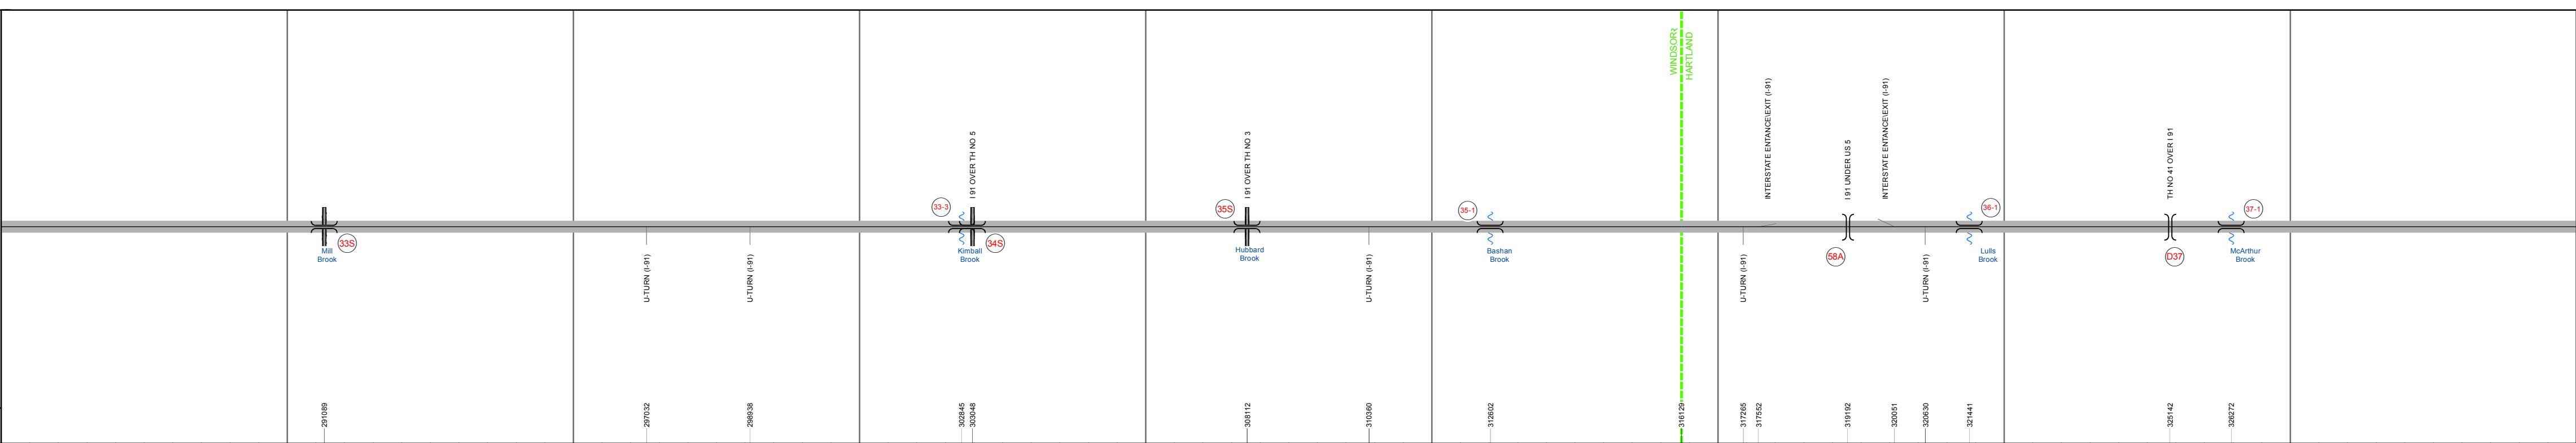 WINDSOR
HARTLAND
INTERSTATE ENTANCE\EXIT (I-91)
INTERSTATE ENTANCE\EXIT (I-91)
I 91 OVER TH NO 5
I 91 OVER TH NO 3
I 91 UNDER US 5
TH NO 41 OVER I 91
33-3
35S
35-1
36-1
37-1
33S
34S
58A
D37
Mill
Brook
Kimball
Brook
Hubbard
Brook
Bashan
Brook
Lulls
Brook
McArthur
Brook
U-TURN (I-91)
U-TURN (I-91)
U-TURN (I-91)
U-TURN (I-91)
U-TURN (I-91)
291089
297032
298938
302845
303048
308112
310360
312602
316129
317265
317552
319192
320051
320630
321441
325142
326272